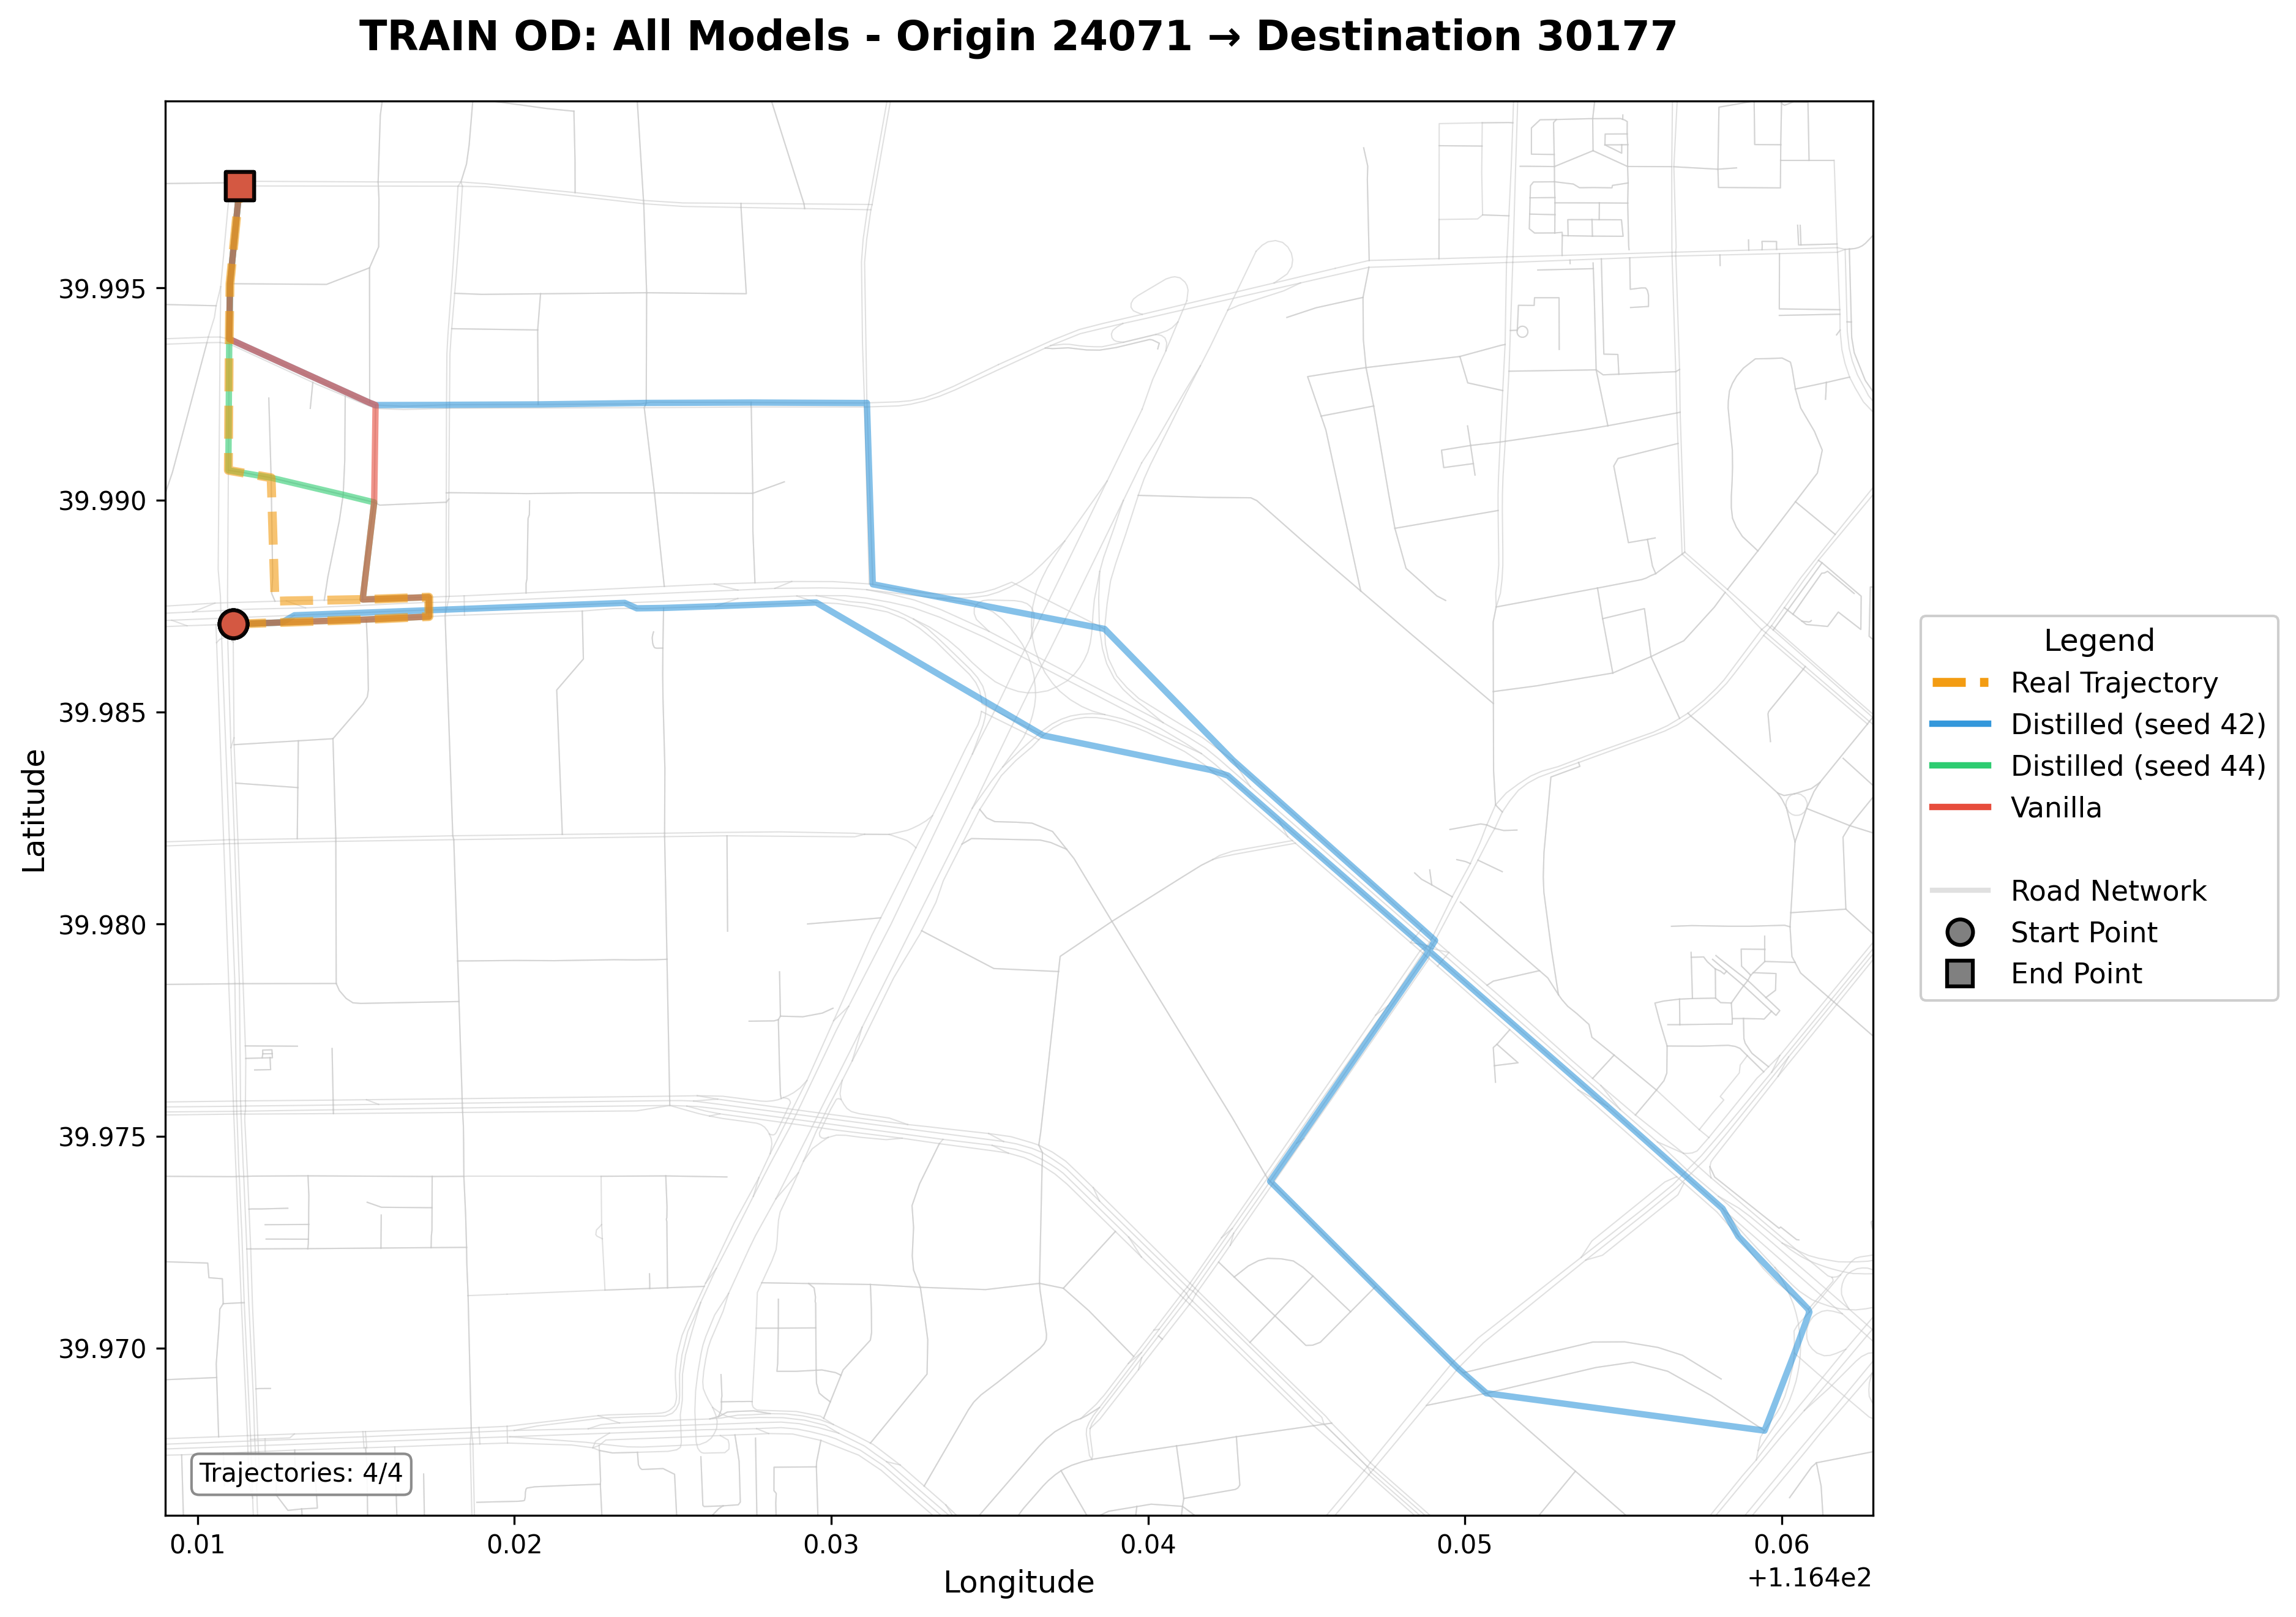 TRAIN OD: All Models - Origin 24071 → Destination 30177
Latitude
39.995
39.990
39.985
39.980
39.975
39.970
Trajectories: 4/4
0.01
0.02
0.03
0.04
0.05
0.06
+1.164e2
Longitude
Legend
Real Trajectory
Distilled (seed 42)
Distilled (seed 44)
Vanilla
Road Network
Start Point
End Point